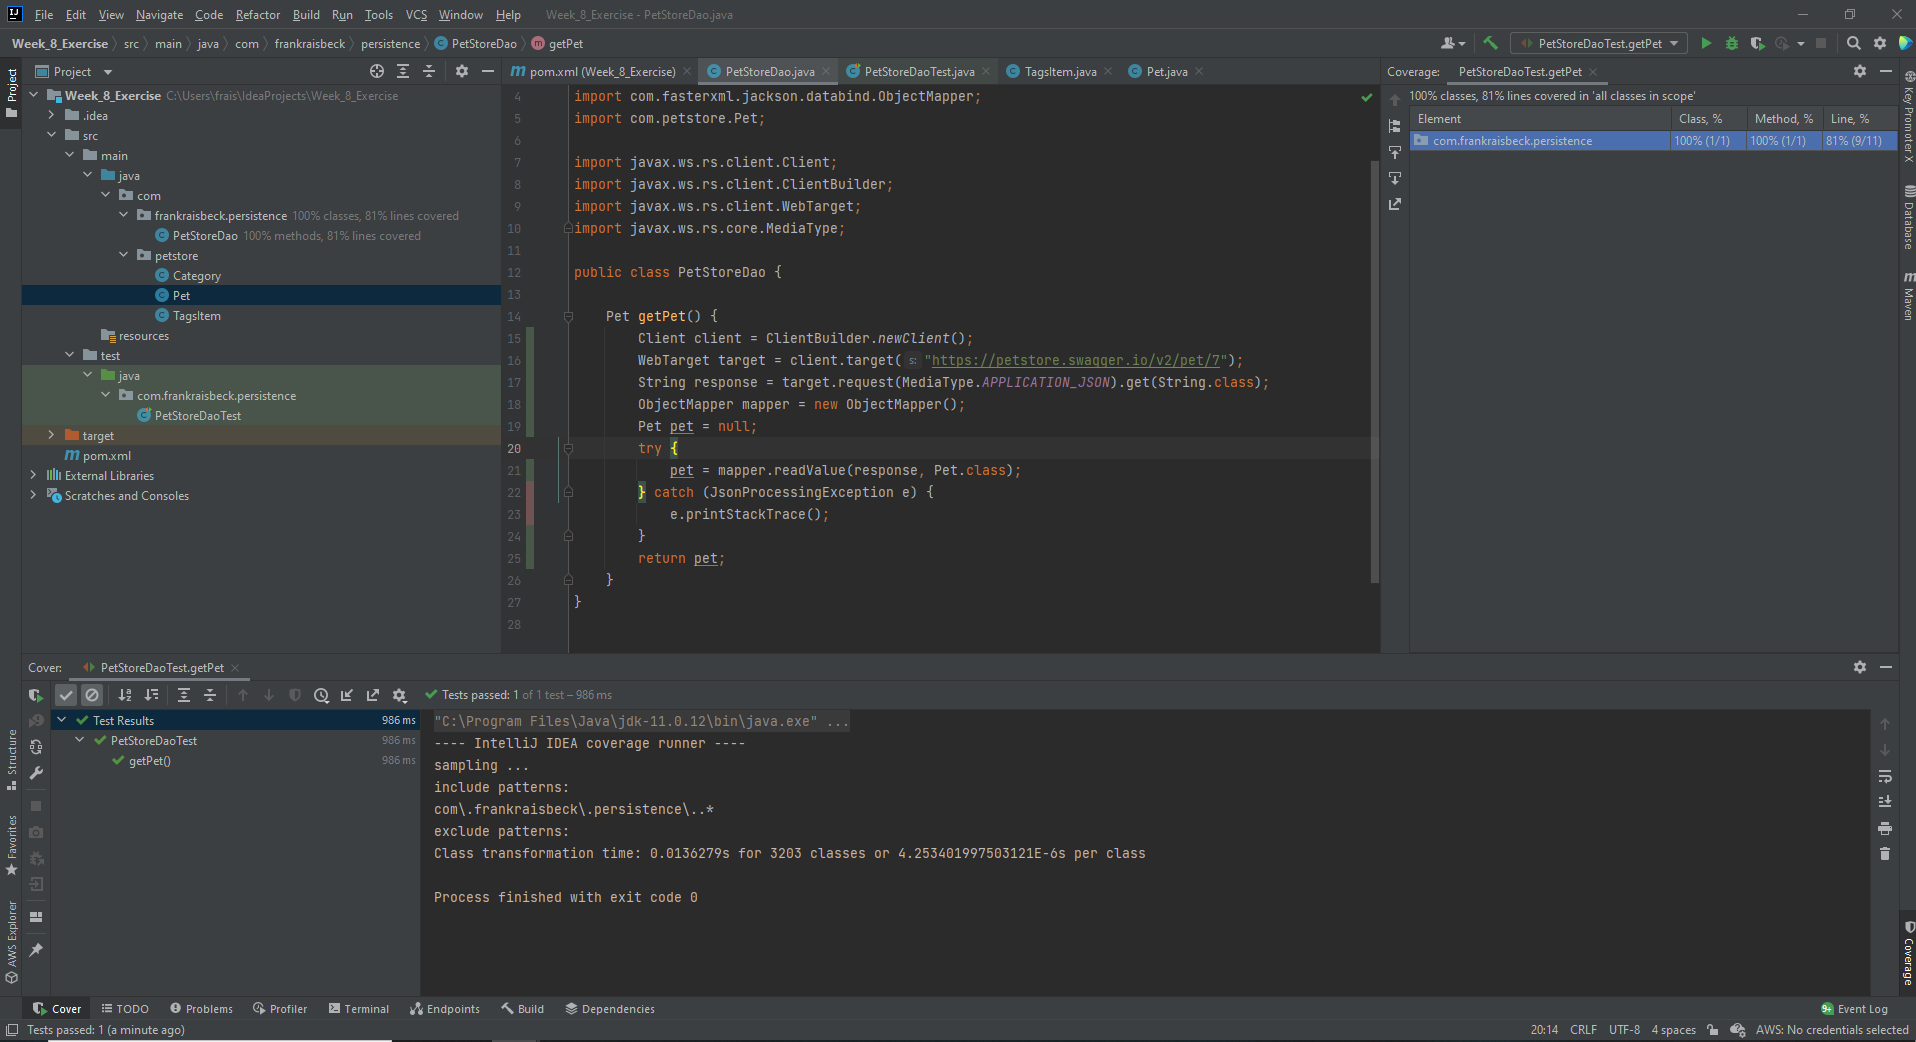 File Edit View Navigate Code Refactor Build Run Tools VCS Window Help Week_8_Exercise - PetStoreDao.java
Week_8_Exercise src main java com frankraisbeck persistence PetStoreDao getPet
PetStoreDaoTest.getPet
Project
pom.xml (Week_8_Exercise) PetStoreDao.java PetStoreDaoTest.java TagsItem.java Pet.java
Week_8_Exercise C:\Users\frais\IdeaProjects\Week_8_Exercise
.idea
src
main
java
com
frankraisbeck.persistence 100% classes, 81% lines covered
PetStoreDao 100% methods, 81% lines covered
petstore
Category
Pet
TagsItem
resources
test
java
com.frankraisbeck.persistence
PetStoreDaoTest
target
pom.xml
External Libraries
Scratches and Consoles
4 import com.fasterxml.jackson.databind.ObjectMapper;
5 import com.petstore.Pet;
6
7 import javax.ws.rs.client.Client;
8 import javax.ws.rs.client.ClientBuilder;
9 import javax.ws.rs.client.WebTarget;
10 import javax.ws.rs.core.MediaType;
11
12 public class PetStoreDao {
13
14 Pet getPet() {
15 Client client = ClientBuilder.newClient();
16 WebTarget target = client.target( s: "https://petstore.swagger.io/v2/pet/7");
17 String response = target.request(MediaType.APPLICATION_JSON).get(String.class);
18 ObjectMapper mapper = new ObjectMapper();
19 Pet pet = null;
20 try {
21 pet = mapper.readValue(response, Pet.class);
22 } catch (JsonProcessingException e) {
23 e.printStackTrace();
24 }
25 return pet;
26 }
27 }
28
Coverage: PetStoreDaoTest.getPet
100% classes, 81% lines covered in 'all classes in scope'
Element Class, % Method, % Line, %
com.frankraisbeck.persistence 100% (1/1) 100% (1/1) 81% (9/11)
Project
Structure
Favorites
AWS Explorer
Key Promoter X
Database
Maven
Coverage
Cover: PetStoreDaoTest.getPet
Tests passed: 1 of 1 test – 986 ms
Test Results 986 ms
PetStoreDaoTest 986 ms
getPet() 986 ms
"C:\Program Files\Java\jdk-11.0.12\bin\java.exe" ...
---- IntelliJ IDEA coverage runner ----
sampling ...
include patterns:
com\.frankraisbeck\.persistence\..*
exclude patterns:
Class transformation time: 0.0136279s for 3203 classes or 4.253401997503121E-6s per class
Process finished with exit code 0
Cover TODO Problems Profiler Terminal Endpoints Build Dependencies 9+ Event Log
Tests passed: 1 (a minute ago) 20:14 CRLF UTF-8 4 spaces AWS: No credentials selected